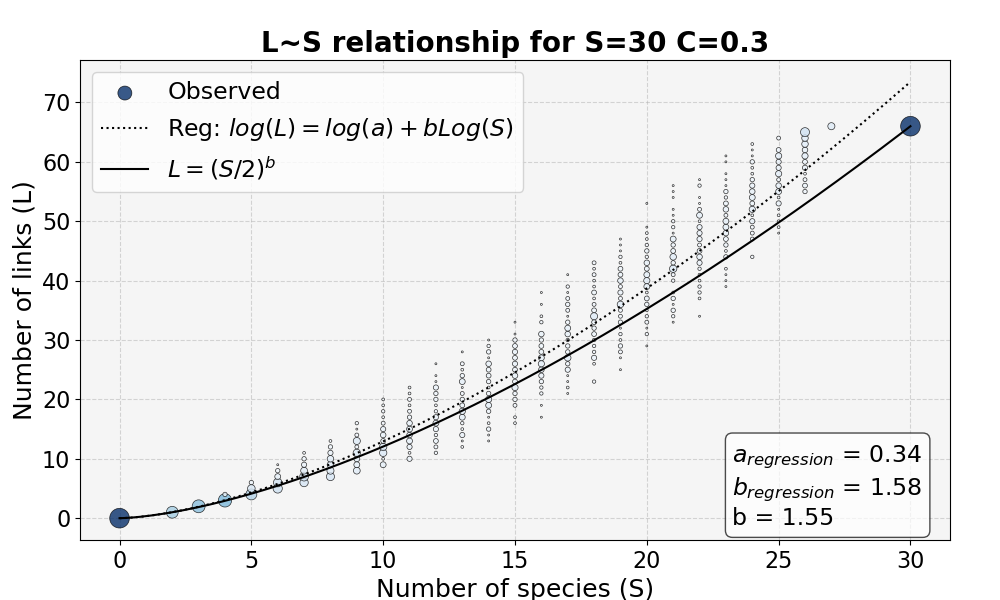 L~S relationship for S=30 C=0.3
Observed
Reg: log(L) = log(a) + bLog(S)
L = (S/2)^b
Number of links (L)
70
60
50
40
30
20
10
0
a_regression = 0.34
b_regression = 1.58
b = 1.55
0 5 10 15 20 25 30
Number of species (S)